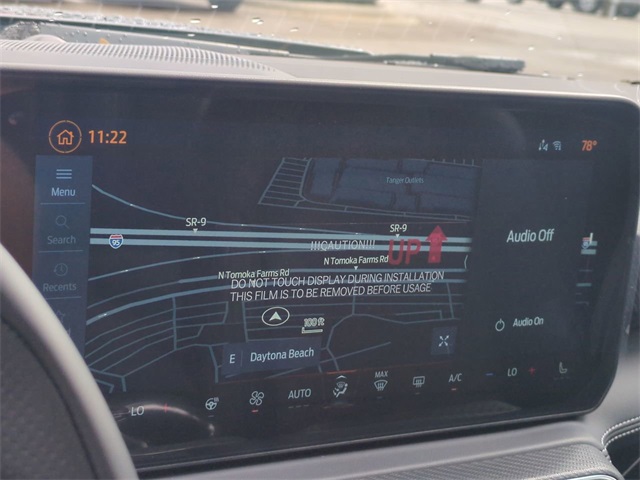 11:22
78°
Menu
Tanger Outlets
SR-9
SR-9
Search
95
!!!CAUTION!!!
UP
Audio Off
N Tomoka Farms Rd
N Tomoka Farms Rd
DO NOT TOUCH DISPLAY DURING INSTALLATION
THIS FILM IS TO BE REMOVED BEFORE USAGE
Recents
100 ft
Audio On
E Daytona Beach
MAX
LO + AUTO A/C - LO +